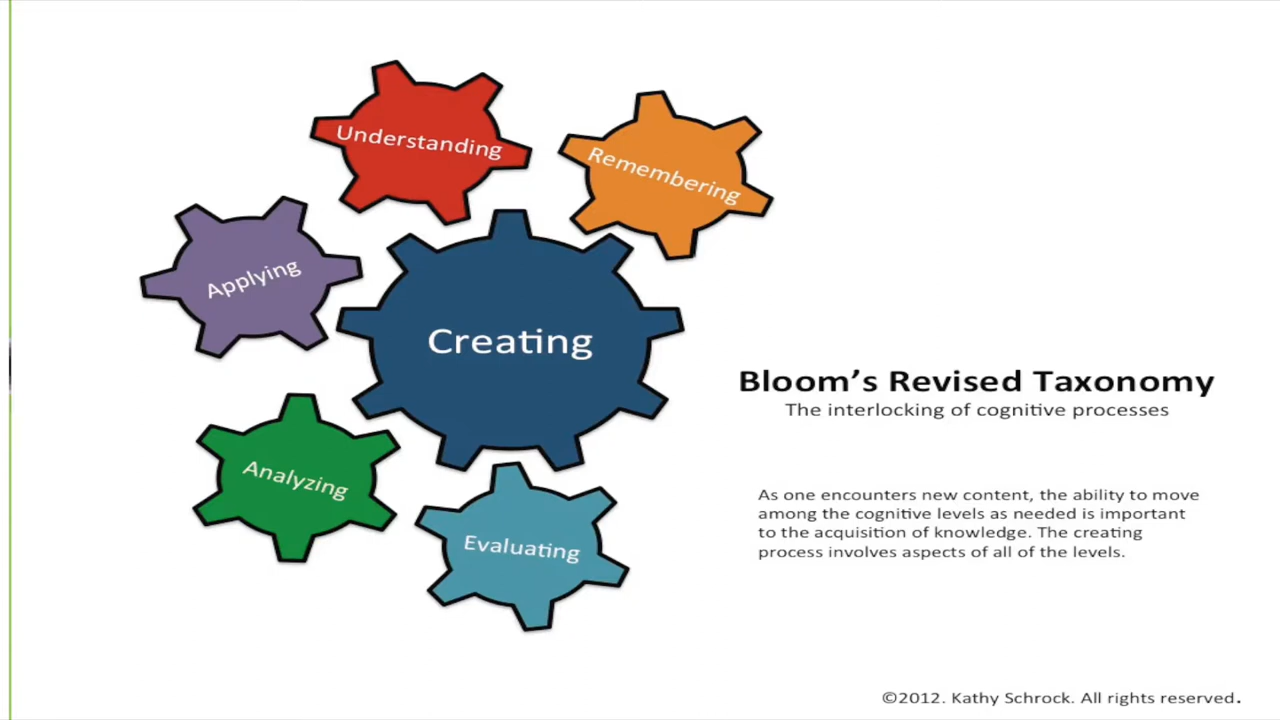 Understanding
Remembering
Applying
Creating
Analyzing
Evaluating
Bloom's Revised Taxonomy
The interlocking of cognitive processes
As one encounters new content, the ability to move
among the cognitive levels as needed is important
to the acquisition of knowledge. The creating
process involves aspects of all of the levels.
©2012. Kathy Schrock. All rights reserved.